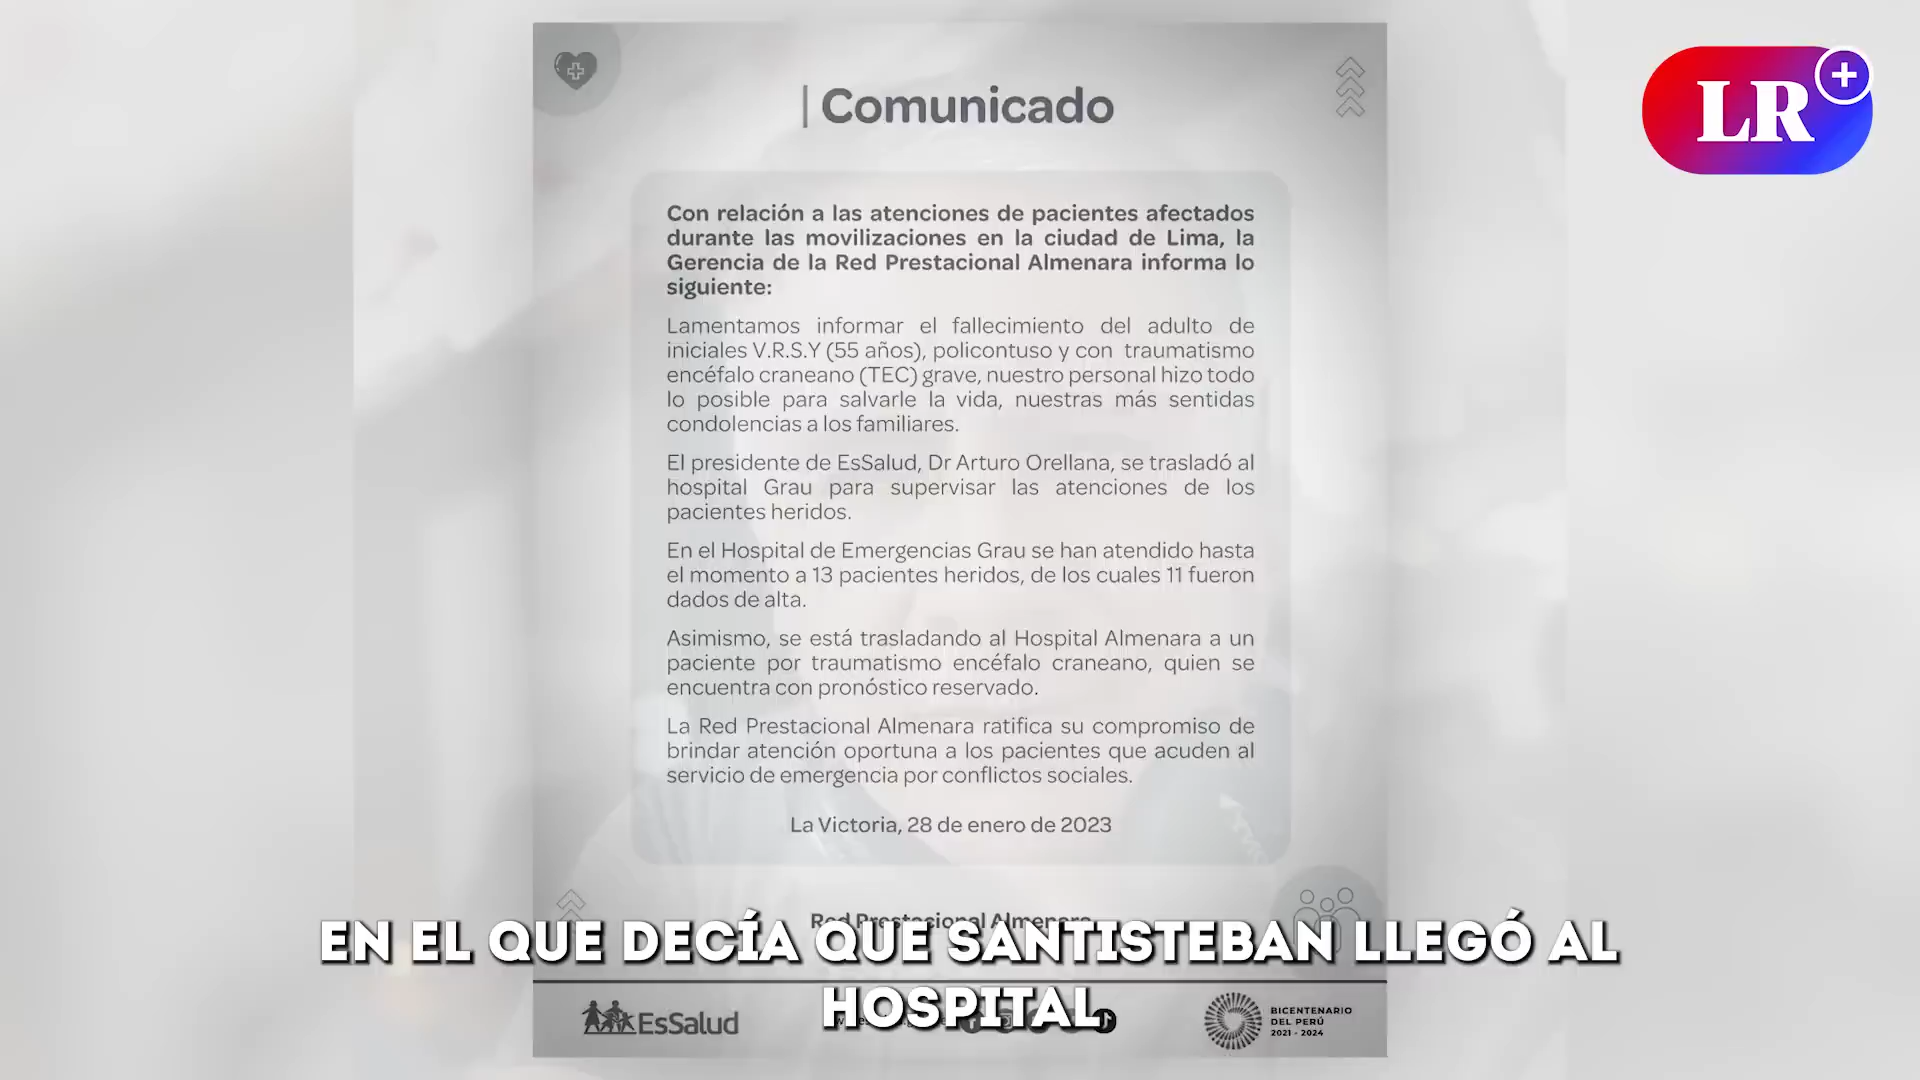 LR+
| Comunicado
Con relación a las atenciones de pacientes afectados
durante las movilizaciones en la ciudad de Lima, la
Gerencia de la Red Prestacional Almenara informa lo
siguiente:
Lamentamos informar el fallecimiento del adulto de
iniciales V.R.S.Y (55 años), policontuso y con traumatismo
encéfalo craneano (TEC) grave, nuestro personal hizo todo
lo posible para salvarle la vida, nuestras más sentidas
condolencias a los familiares.
El presidente de EsSalud, Dr Arturo Orellana, se trasladó al
hospital Grau para supervisar las atenciones de los
pacientes heridos.
En el Hospital de Emergencias Grau se han atendido hasta
el momento a 13 pacientes heridos, de los cuales 11 fueron
dados de alta.
Asimismo, se está trasladando al Hospital Almenara a un
paciente por traumatismo encéfalo craneano, quien se
encuentra con pronóstico reservado.
La Red Prestacional Almenara ratifica su compromiso de
brindar atención oportuna a los pacientes que acuden al
servicio de emergencia por conflictos sociales.
La Victoria, 28 de enero de 2023
Red Prestacional Almenara
EN EL QUE DECÍA QUE SANTISTEBAN LLEGÓ AL
HOSPITAL
EsSalud
BICENTENARIO
DEL PERÚ
2021 - 2024